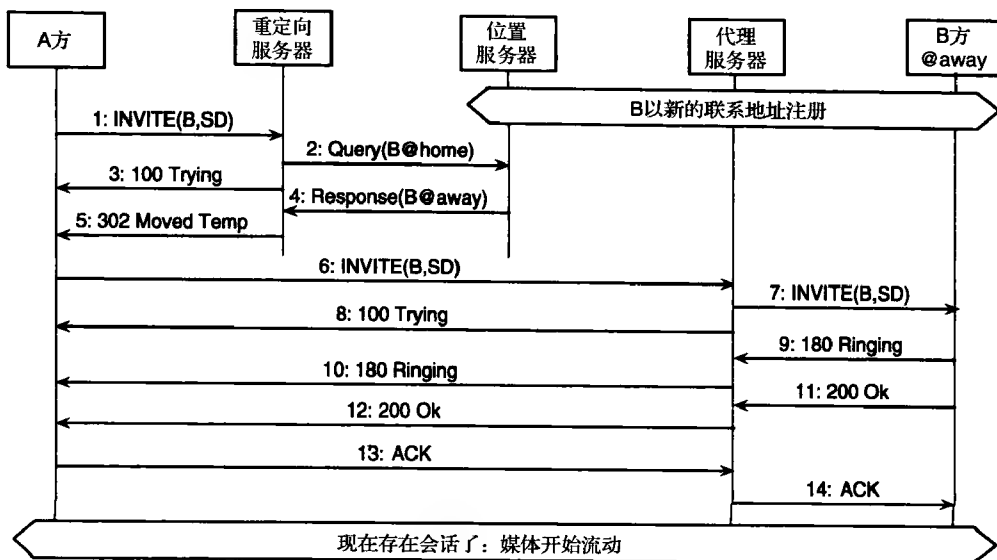 A方
重定向
服务器
位置
服务器
代理
服务器
B方
@away
B以新的联系地址注册
1: INVITE(B,SD)
2: Query(B@home)
3: 100 Trying
4: Response(B@away)
5: 302 Moved Temp
6: INVITE(B,SD)
7: INVITE(B,SD)
8: 100 Trying
9: 180 Ringing
10: 180 Ringing
11: 200 Ok
12: 200 Ok
13: ACK
14: ACK
现在存在会话了：媒体开始流动